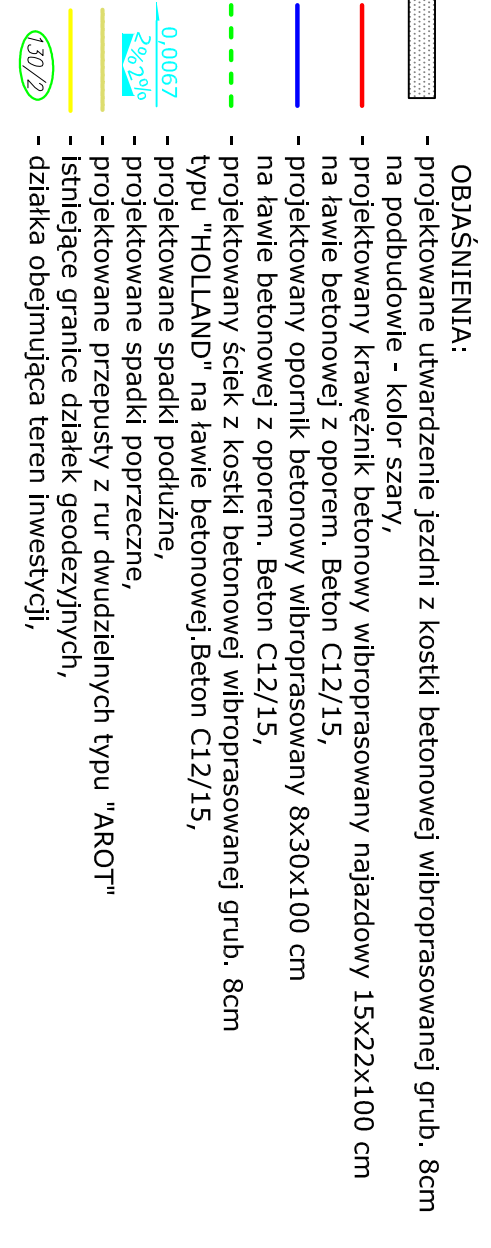 OBJAŚNIENIA:
- projektowane utwardzenie jezdni z kostki betonowej wibroprasowanej grub. 8cm
na podbudowie - kolor szary,
- projektowany krawężnik betonowy wibroprasowany najazdowy 15x22x100 cm
na ławie betonowej z oporem. Beton C12/15,
- projektowany opornik betonowy wibroprasowany 8x30x100 cm
na ławie betonowej z oporem. Beton C12/15,
- projektowany ściek z kostki betonowej wibroprasowanej grub. 8cm
typu "HOLLAND" na ławie betonowej.Beton C12/15,
0,0067 - projektowane spadki podłużne,
2% 2% - projektowane spadki poprzeczne,
- projektowane przepusty z rur dwudzielnych typu "AROT"
- istniejące granice działek geodezyjnych,
130/2 - działka obejmująca teren inwestycji,